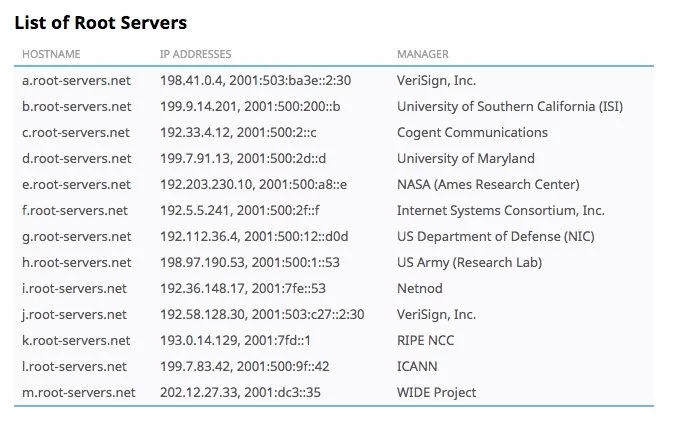 List of Root Servers
HOSTNAME IP ADDRESSES MANAGER
a.root-servers.net 198.41.0.4, 2001:503:ba3e::2:30 VeriSign, Inc.
b.root-servers.net 199.9.14.201, 2001:500:200::b University of Southern California (ISI)
c.root-servers.net 192.33.4.12, 2001:500:2::c Cogent Communications
d.root-servers.net 199.7.91.13, 2001:500:2d::d University of Maryland
e.root-servers.net 192.203.230.10, 2001:500:a8::e NASA (Ames Research Center)
f.root-servers.net 192.5.5.241, 2001:500:2f::f Internet Systems Consortium, Inc.
g.root-servers.net 192.112.36.4, 2001:500:12::d0d US Department of Defense (NIC)
h.root-servers.net 198.97.190.53, 2001:500:1::53 US Army (Research Lab)
i.root-servers.net 192.36.148.17, 2001:7fe::53 Netnod
j.root-servers.net 192.58.128.30, 2001:503:c27::2:30 VeriSign, Inc.
k.root-servers.net 193.0.14.129, 2001:7fd::1 RIPE NCC
l.root-servers.net 199.7.83.42, 2001:500:9f::42 ICANN
m.root-servers.net 202.12.27.33, 2001:dc3::35 WIDE Project